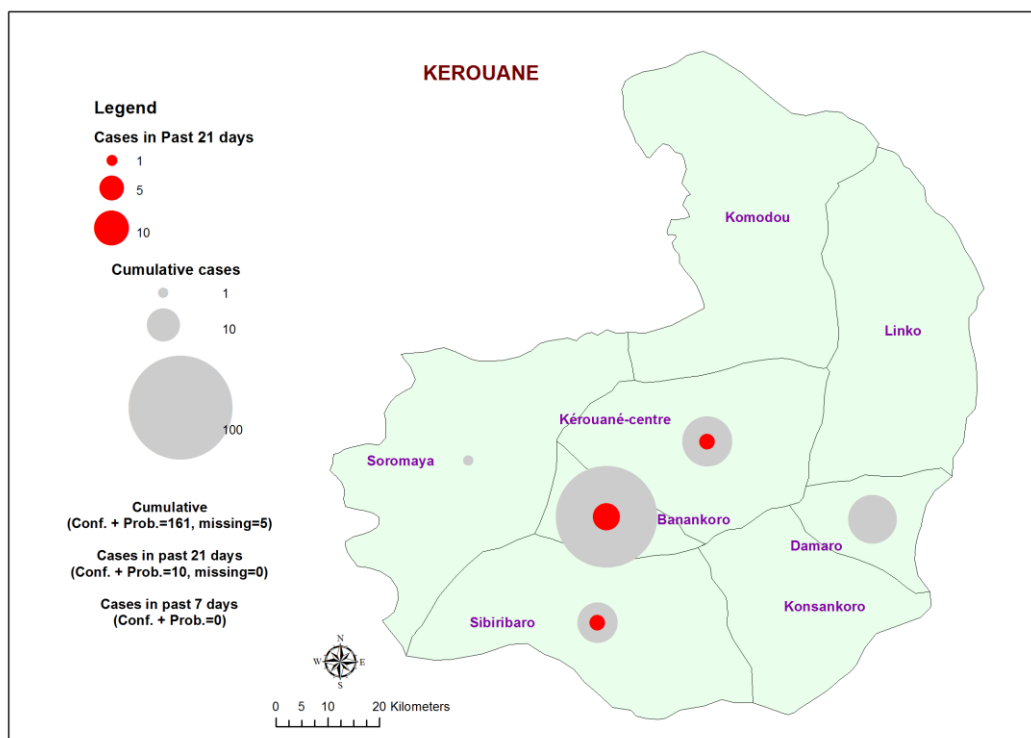 KEROUANE
Legend
Cases in Past 21 days
1
5
10
Cumulative cases
1
10
100
Cumulative
(Conf. + Prob.=161, missing=5)
Cases in past 21 days
(Conf. + Prob.=10, missing=0)
Cases in past 7 days
(Conf. + Prob.=0)
Komodou
Linko
Kérouané-centre
Soromaya
Banankoro
Damaro
Konsankoro
Sibiribaro
N
W E
S
0 5 10 20 Kilometers